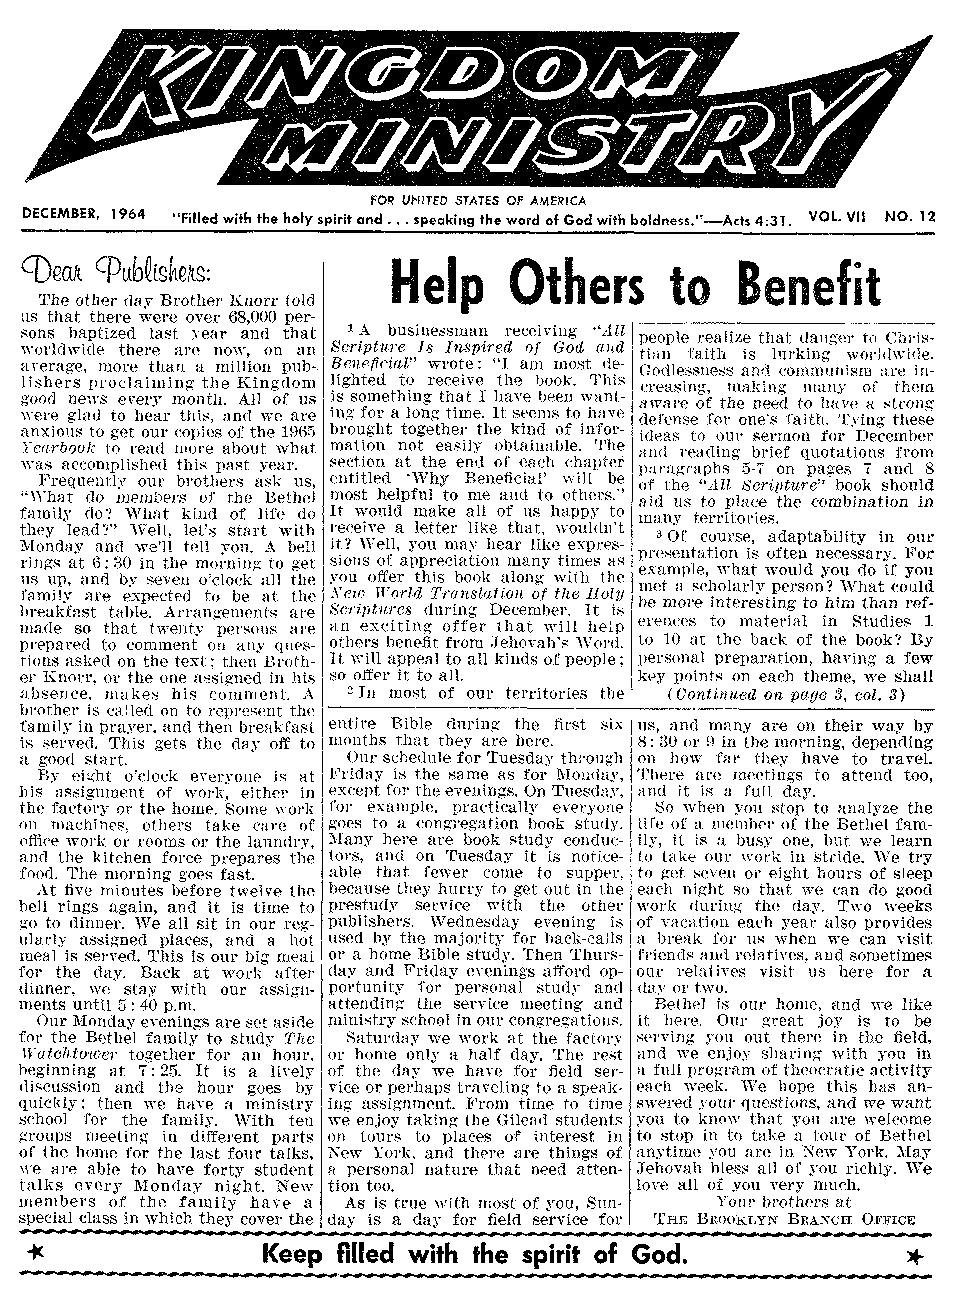 KINGDOM
MINISTRY
FOR UNITED STATES OF AMERICA
DECEMBER, 1964 "Filled with the holy spirit and . . . speaking the word of God with boldness."—Acts 4:31. VOL. VII NO. 12
Dear Publishers:
The other day Brother Knorr told
us that there were over 68,000 per-
sons baptized last year and that
worldwide there are now, on an
average, more than a million pub-
lishers proclaiming the Kingdom
good news every month. All of us
were glad to hear this, and we are
anxious to get our copies of the 1965
Yearbook to read more about what
was accomplished this past year.
Frequently our brothers ask us,
"What do members of the Bethel
family do? What kind of life do
they lead?" Well, let's start with
Monday and we'll tell you. A bell
rings at 6:30 in the morning to get
us up, and by seven o'clock all the
family are expected to be at the
breakfast table. Arrangements are
made so that twenty persons are
prepared to comment on any ques-
tions asked on the text; then Broth-
er Knorr, or the one assigned in his
absence, makes his comment. A
brother is called on to represent the
family in prayer, and then breakfast
is served. This gets the day off to
a good start.
By eight o'clock everyone is at
his assignment of work, either in
the factory or the home. Some work
on machines, others take care of
office work or rooms or the laundry,
and the kitchen force prepares the
food. The morning goes fast.
At five minutes before twelve the
bell rings again, and it is time to
go to dinner. We all sit in our reg-
ularly assigned places, and a hot
meal is served. This is our big meal
for the day. Back at work after
dinner, we stay with our assign-
ments until 5:40 p.m.
Our Monday evenings are set aside
for the Bethel family to study The
Watchtower together for an hour,
beginning at 7:25. It is a lively
discussion and the hour goes by
quickly; then we have a ministry
school for the family. With ten
groups meeting in different parts
of the home for the last four talks,
we are able to have forty student
talks every Monday night. New
members of the family have a
special class in which they cover the
entire Bible during the first six
months that they are here.
Our schedule for Tuesday through
Friday is the same as for Monday,
except for the evenings. On Tuesday,
for example, practically everyone
goes to a congregation book study.
Many here are book study conduc-
tors, and on Tuesday it is notice-
able that fewer come to supper,
because they hurry to get out in the
prestudy service with the other
publishers. Wednesday evening is
used by the majority for back-calls
or a home Bible study. Then Thurs-
day and Friday evenings afford op-
portunity for personal study and
attending the service meeting and
ministry school in our congregations.
Saturday we work at the factory
or home only a half day. The rest
of the day we have for field ser-
vice or perhaps traveling to a speak-
ing assignment. From time to time
we enjoy taking the Gilead students
on tours to places of interest in
New York, and there are things of
a personal nature that need atten-
tion too.
As is true with most of you, Sun-
day is a day for field service for
us, and many are on their way by
8:30 or 9 in the morning, depending
on how far they have to travel.
There are meetings to attend too,
and it is a full day.
So when you stop to analyze the
life of a member of the Bethel fam-
ily, it is a busy one, but we learn
to take our work in stride. We try
to get seven or eight hours of sleep
each night so that we can do good
work during the day. Two weeks
of vacation each year also provides
a break for us when we can visit
friends and relatives, and sometimes
our relatives visit us here for a
day or two.
Bethel is our home, and we like
it here. Our great joy is to be
serving you out there in the field,
and we enjoy sharing with you in
a full program of theocratic activity
each week. We hope this has an-
swered your questions, and we want
you to know that you are welcome
to stop in to take a tour of Bethel
anytime you are in New York. May
Jehovah bless all of you richly. We
love all of you very much.
Your brothers at
THE BROOKLYN BRANCH OFFICE
Help Others to Benefit
1 A businessman receiving "All
Scripture Is Inspired of God and
Beneficial" wrote: "I am most de-
lighted to receive the book. This
is something that I have been want-
ing for a long time. It seems to have
brought together the kind of infor-
mation not easily obtainable. The
section at the end of each chapter
entitled 'Why Beneficial' will be
most helpful to me and to others."
It would make all of us happy to
receive a letter like that, wouldn't
it? Well, you may hear like expres-
sions of appreciation many times as
you offer this book along with the
New World Translation of the Holy
Scriptures during December. It is
an exciting offer that will help
others benefit from Jehovah's Word.
It will appeal to all kinds of people;
so offer it to all.
2 In most of our territories the
people realize that danger to Chris-
tian faith is lurking worldwide.
Godlessness and communism are in-
creasing, making many of them
aware of the need to have a strong
defense for one's faith. Tying these
ideas to our sermon for December
and reading brief quotations from
paragraphs 5-7 on pages 7 and 8
of the "All Scripture" book should
aid us to place the combination in
many territories.
3 Of course, adaptability in our
presentation is often necessary. For
example, what would you do if you
met a scholarly person? What could
be more interesting to him than ref-
erences to material in Studies 1
to 10 at the back of the book? By
personal preparation, having a few
key points on each theme, we shall
(Continued on page 3, col. 3)
Keep filled with the spirit of God.